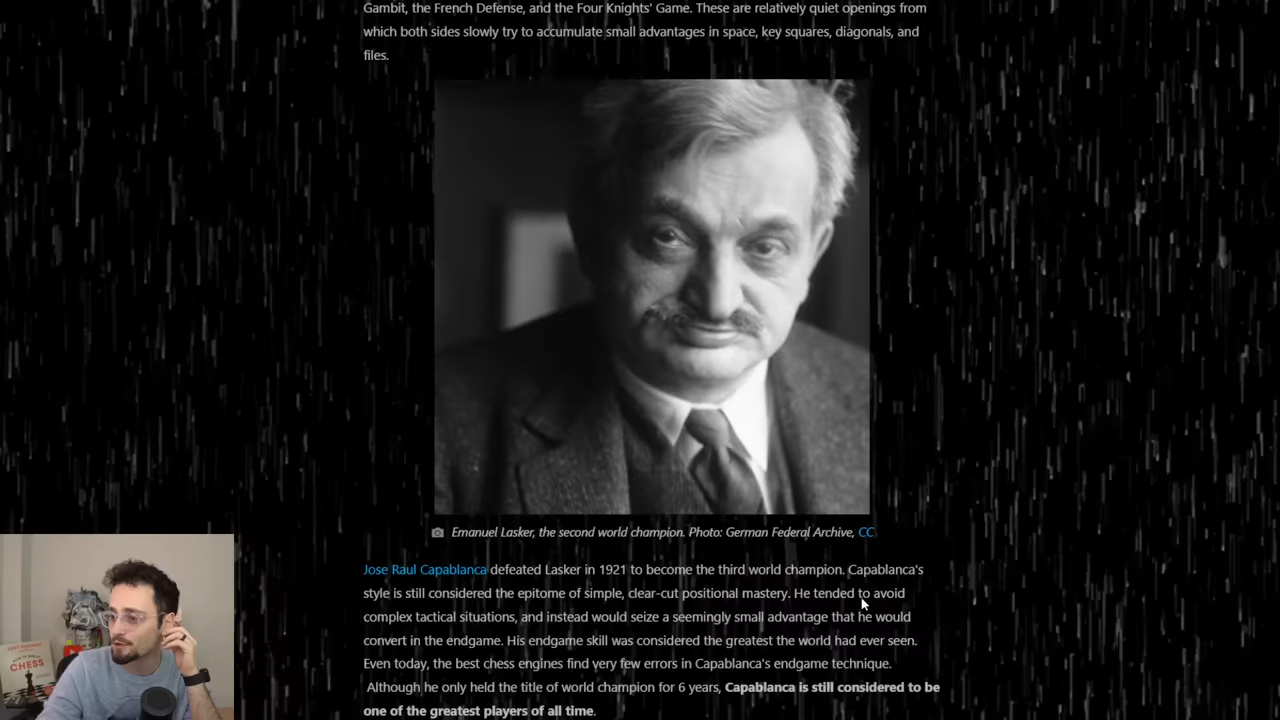 Gambit, the French Defense, and the Four Knights' Game. These are relatively quiet openings from
which both sides slowly try to accumulate small advantages in space, key squares, diagonals, and
files.
Emanuel Lasker, the second world champion. Photo: German Federal Archive, CC
Jose Raul Capablanca defeated Lasker in 1921 to become the third world champion. Capablanca's
style is still considered the epitome of simple, clear-cut positional mastery. He tended to avoid
complex tactical situations, and instead would seize a seemingly small advantage that he would
convert in the endgame. His endgame skill was considered the greatest the world had ever seen.
Even today, the best chess engines find very few errors in Capablanca's endgame technique.
Although he only held the title of world champion for 6 years, Capablanca is still considered to be
one of the greatest players of all time.
CHESS